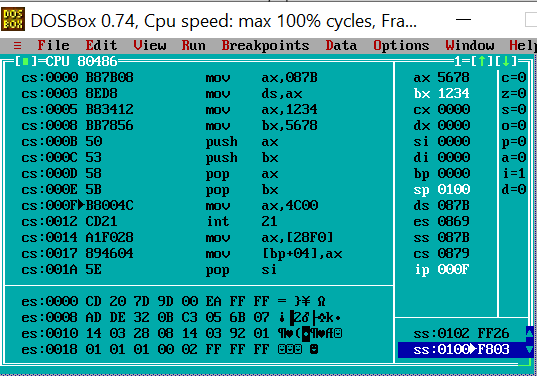 DOSBox 0.74, Cpu speed: max 100% cycles, Fra
≡ File Edit View Run Breakpoints Data Options Window Help
[■]=CPU 80486 1=[↑][↓]
cs:0000 B87B08 mov ax,087B ax 5678 c=0
cs:0003 8ED8 mov ds,ax bx 1234 z=0
cs:0005 B83412 mov ax,1234 cx 0000 s=0
cs:0008 BB7856 mov bx,5678 dx 0000 o=0
cs:000B 50 push ax si 0000 p=0
cs:000C 53 push bx di 0000 a=0
cs:000D 58 pop ax bp 0000 i=1
cs:000E 5B pop bx sp 0100 d=0
cs:000F►B8004C mov ax,4C00 ds 087B
cs:0012 CD21 int 21 es 0869
cs:0014 A1F028 mov ax,[28F0] ss 087B
cs:0017 894604 mov [bp+04],ax cs 0879
cs:001A 5E pop si ip 000F
es:0000 CD 20 7D 9D 00 EA FF FF = }¥ Ω
es:0008 AD DE 32 0B C3 05 6B 07
es:0010 14 03 28 08 14 03 92 01 ss:0102 FF26
es:0018 01 01 01 00 02 FF FF FF ss:0100►F803